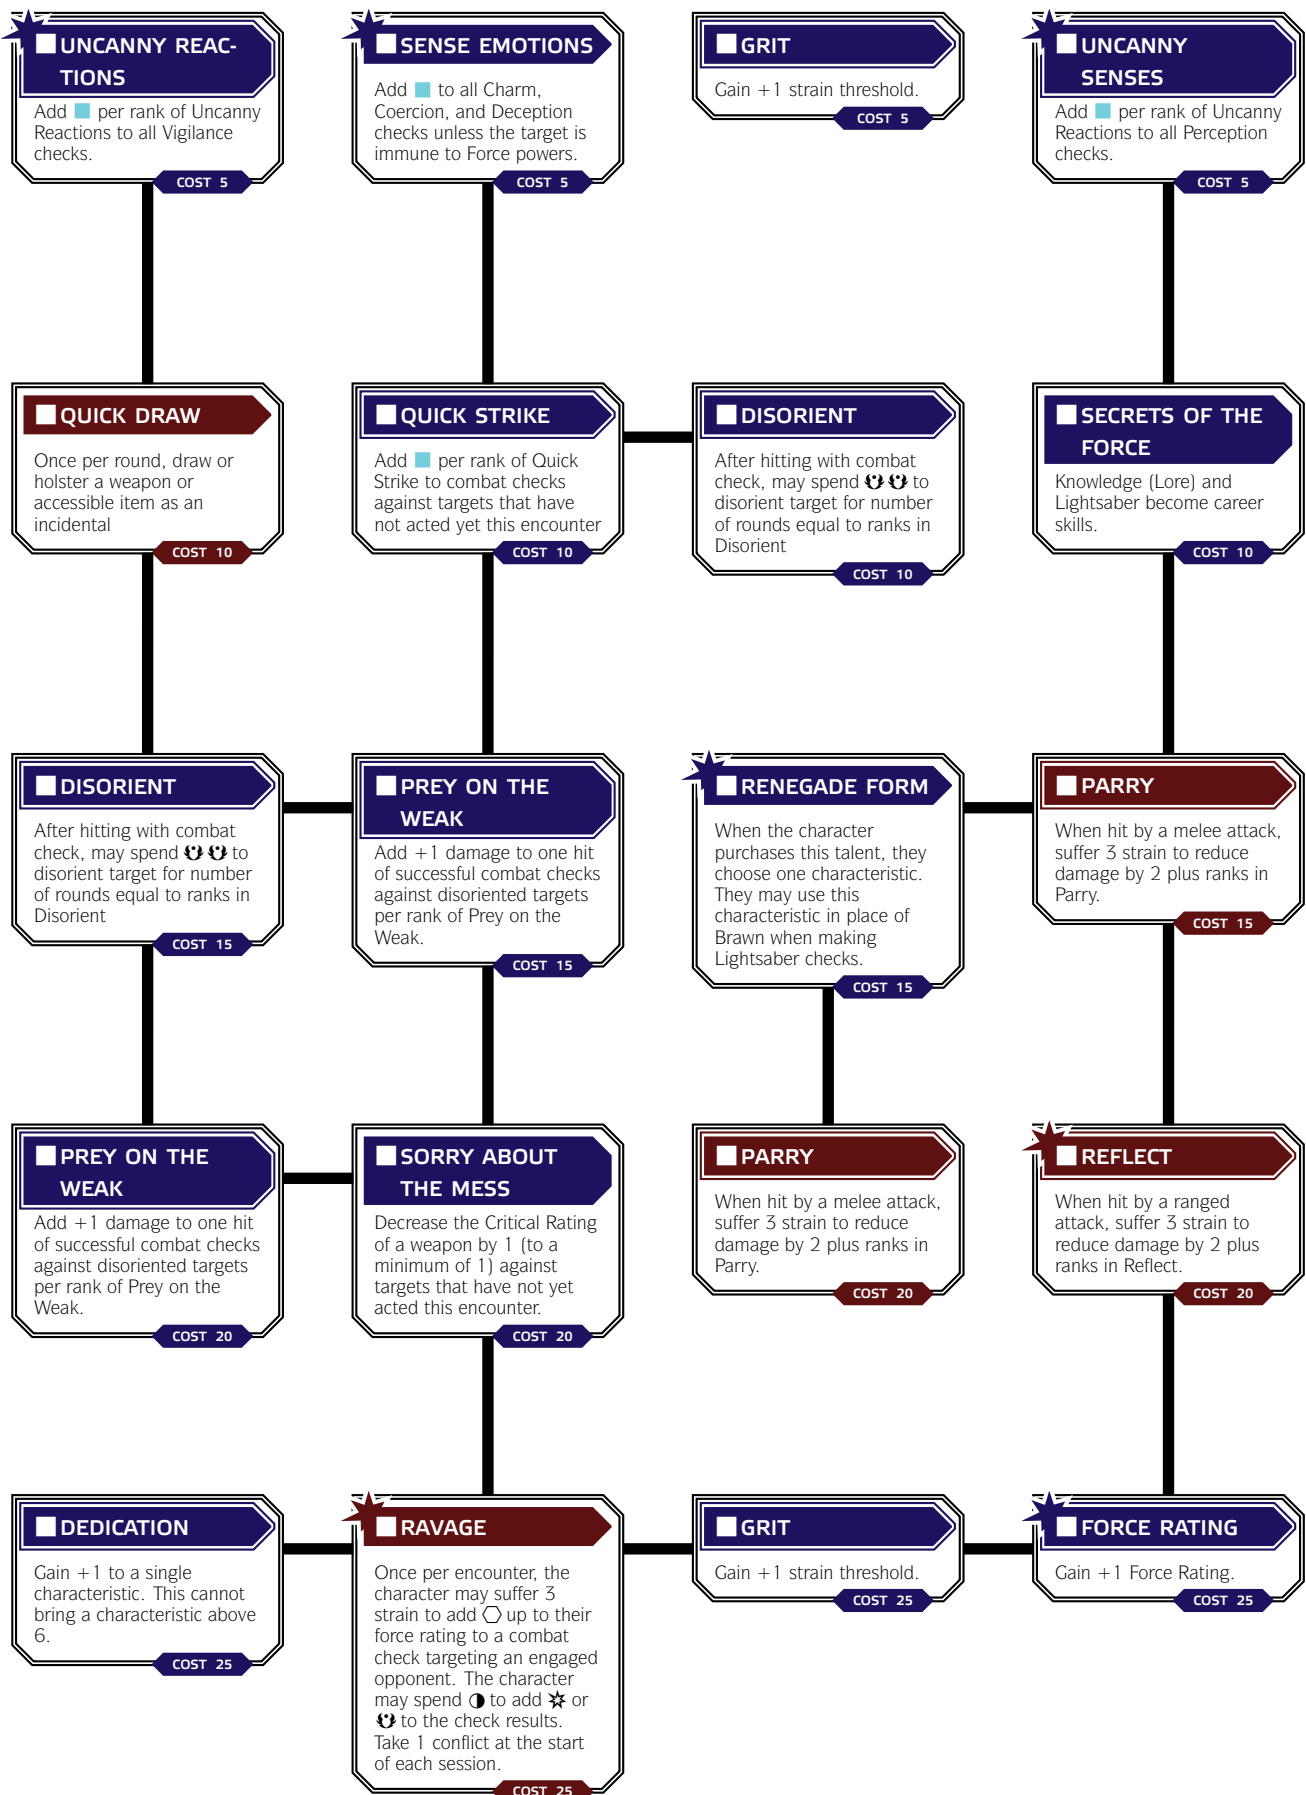 UNCANNY REAC-
TIONS
Add per rank of Uncanny
Reactions to all Vigilance
checks.
COST 5
SENSE EMOTIONS
Add to all Charm,
Coercion, and Deception
checks unless the target is
immune to Force powers.
COST 5
GRIT
Gain +1 strain threshold.
COST 5
UNCANNY
SENSES
Add per rank of Uncanny
Reactions to all Perception
checks.
COST 5
QUICK DRAW
Once per round, draw or
holster a weapon or
accessible item as an
incidental
COST 10
QUICK STRIKE
Add per rank of Quick
Strike to combat checks
against targets that have
not acted yet this encounter
COST 10
DISORIENT
After hitting with combat
check, may spend to
disorient target for number
of rounds equal to ranks in
Disorient
COST 10
SECRETS OF THE
FORCE
Knowledge (Lore) and
Lightsaber become career
skills.
COST 10
DISORIENT
After hitting with combat
check, may spend to
disorient target for number
of rounds equal to ranks in
Disorient
COST 15
PREY ON THE
WEAK
Add +1 damage to one hit
of successful combat checks
against disoriented targets
per rank of Prey on the
Weak.
COST 15
RENEGADE FORM
When the character
purchases this talent, they
choose one characteristic.
They may use this
characteristic in place of
Brawn when making
Lightsaber checks.
COST 15
PARRY
When hit by a melee attack,
suffer 3 strain to reduce
damage by 2 plus ranks in
Parry.
COST 15
PREY ON THE
WEAK
Add +1 damage to one hit
of successful combat checks
against disoriented targets
per rank of Prey on the
Weak.
COST 20
SORRY ABOUT
THE MESS
Decrease the Critical Rating
of a weapon by 1 (to a
minimum of 1) against
targets that have not yet
acted this encounter.
COST 20
PARRY
When hit by a melee attack,
suffer 3 strain to reduce
damage by 2 plus ranks in
Parry.
COST 20
REFLECT
When hit by a ranged
attack, suffer 3 strain to
reduce damage by 2 plus
ranks in Reflect.
COST 20
DEDICATION
Gain +1 to a single
characteristic. This cannot
bring a characteristic above
6.
COST 25
RAVAGE
Once per encounter, the
character may suffer 3
strain to add up to their
force rating to a combat
check targeting an engaged
opponent. The character
may spend to add or
to the check results.
Take 1 conflict at the start
of each session.
COST 25
GRIT
Gain +1 strain threshold.
COST 25
FORCE RATING
Gain +1 Force Rating.
COST 25